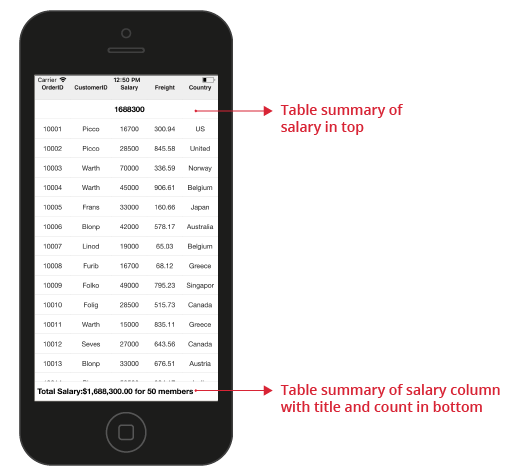 Carrier 12:50 PM
OrderID CustomerID Salary Freight Country
1688300
Table summary of
salary in top
10001 Picco 16700 300.94 US
10002 Picco 28500 845.58 United
10003 Warth 70000 336.59 Norway
10004 Warth 45000 906.61 Belgium
10005 Frans 33000 160.66 Japan
10006 Blonp 42000 578.17 Australia
10007 Linod 19000 65.03 Belgium
10008 Furib 16700 68.12 Greece
10009 Folko 49000 795.23 Singapor
10010 Folig 28500 515.73 Canada
10011 Warth 15000 835.11 Greece
10012 Seves 27000 643.56 Canada
10013 Blonp 33000 676.51 Austria
Total Salary:$1,688,300.00 for 50 members
Table summary of salary column
with title and count in bottom